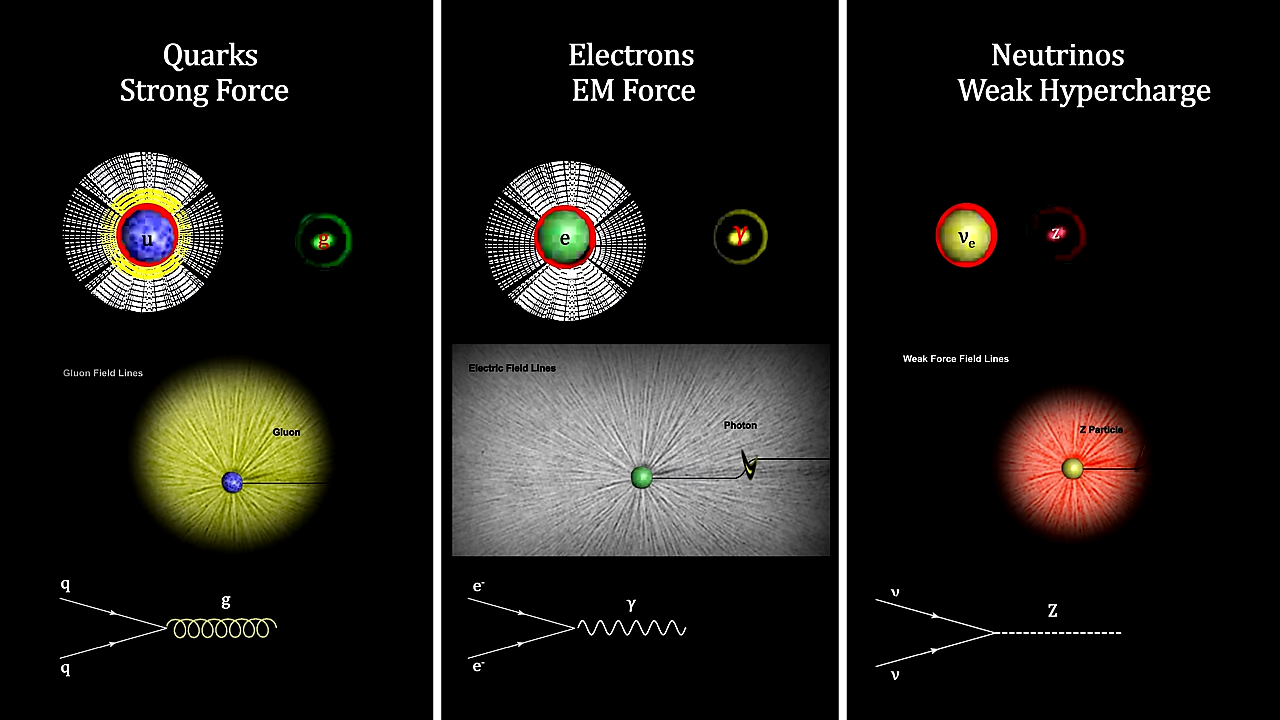 Quarks
Strong Force
u
g
Gluon Field Lines
Gluon
q
g
q
Electrons
EM Force
e
γ
Electric Field Lines
Photon
e-
γ
e-
Neutrinos
Weak Hypercharge
νe
z
Weak Force Field Lines
Z Particle
ν
Z
ν